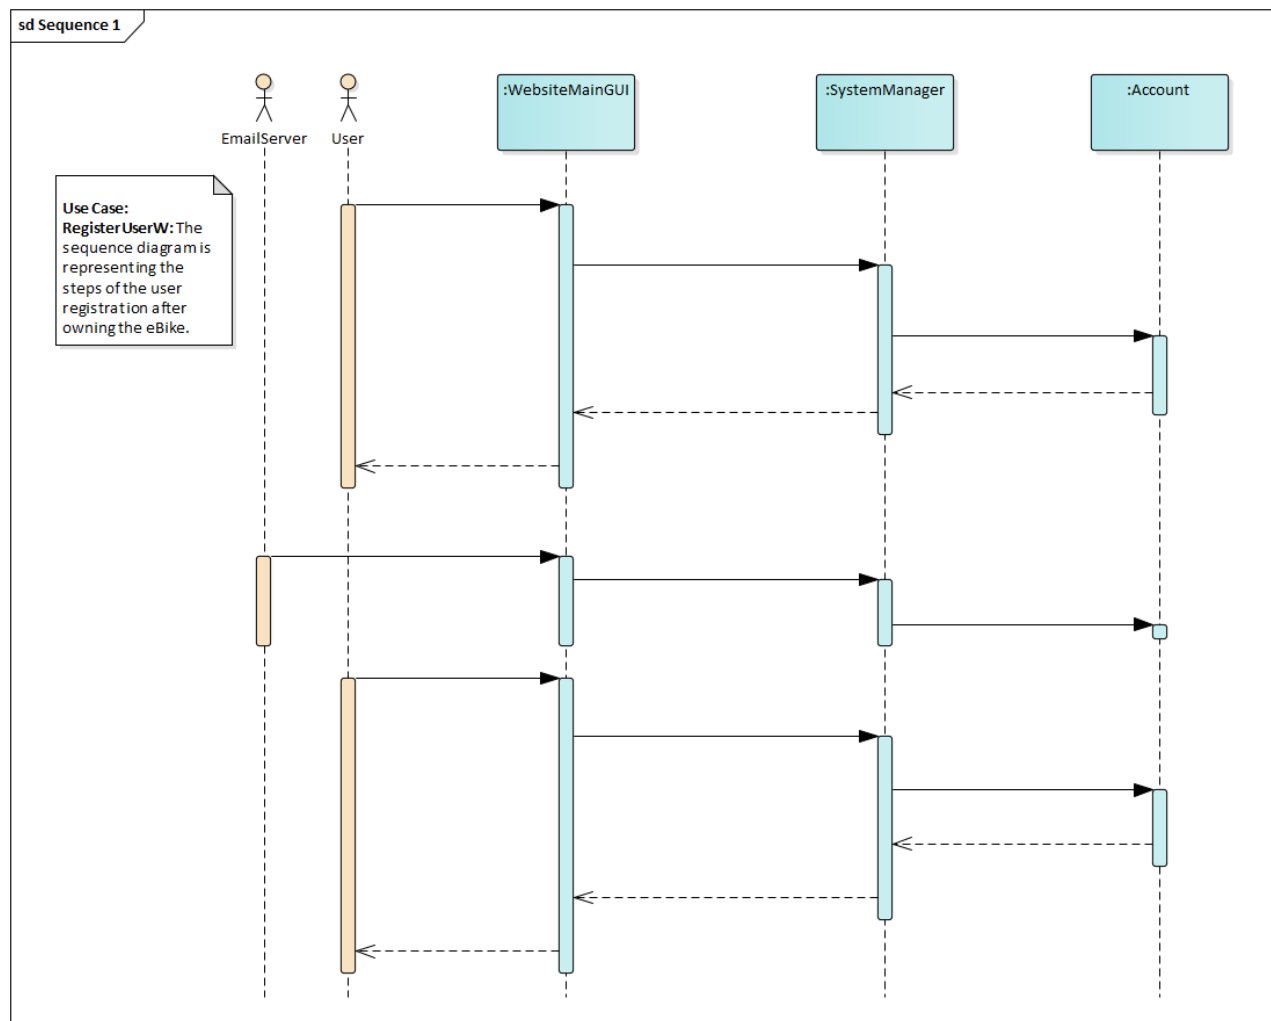 sd Sequence 1
:WebsiteMainGUI
:SystemManager
:Account
EmailServer
User
Use Case:
RegisterUserW: The
sequence diagram is
representing the
steps of the user
registration after
owning the eBike.